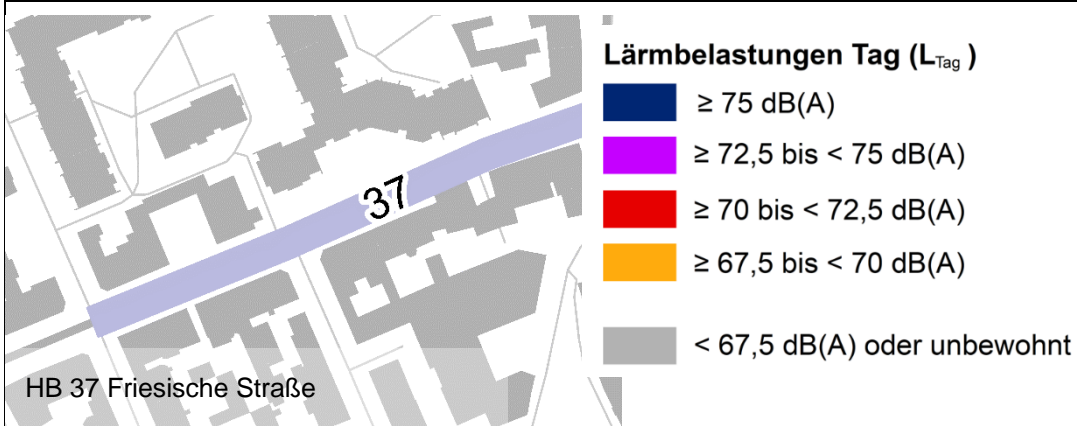 37
HB 37 Friesische Straße
Lärmbelastungen Tag (LTag )
≥ 75 dB(A)
≥ 72,5 bis < 75 dB(A)
≥ 70 bis < 72,5 dB(A)
≥ 67,5 bis < 70 dB(A)
< 67,5 dB(A) oder unbewohnt